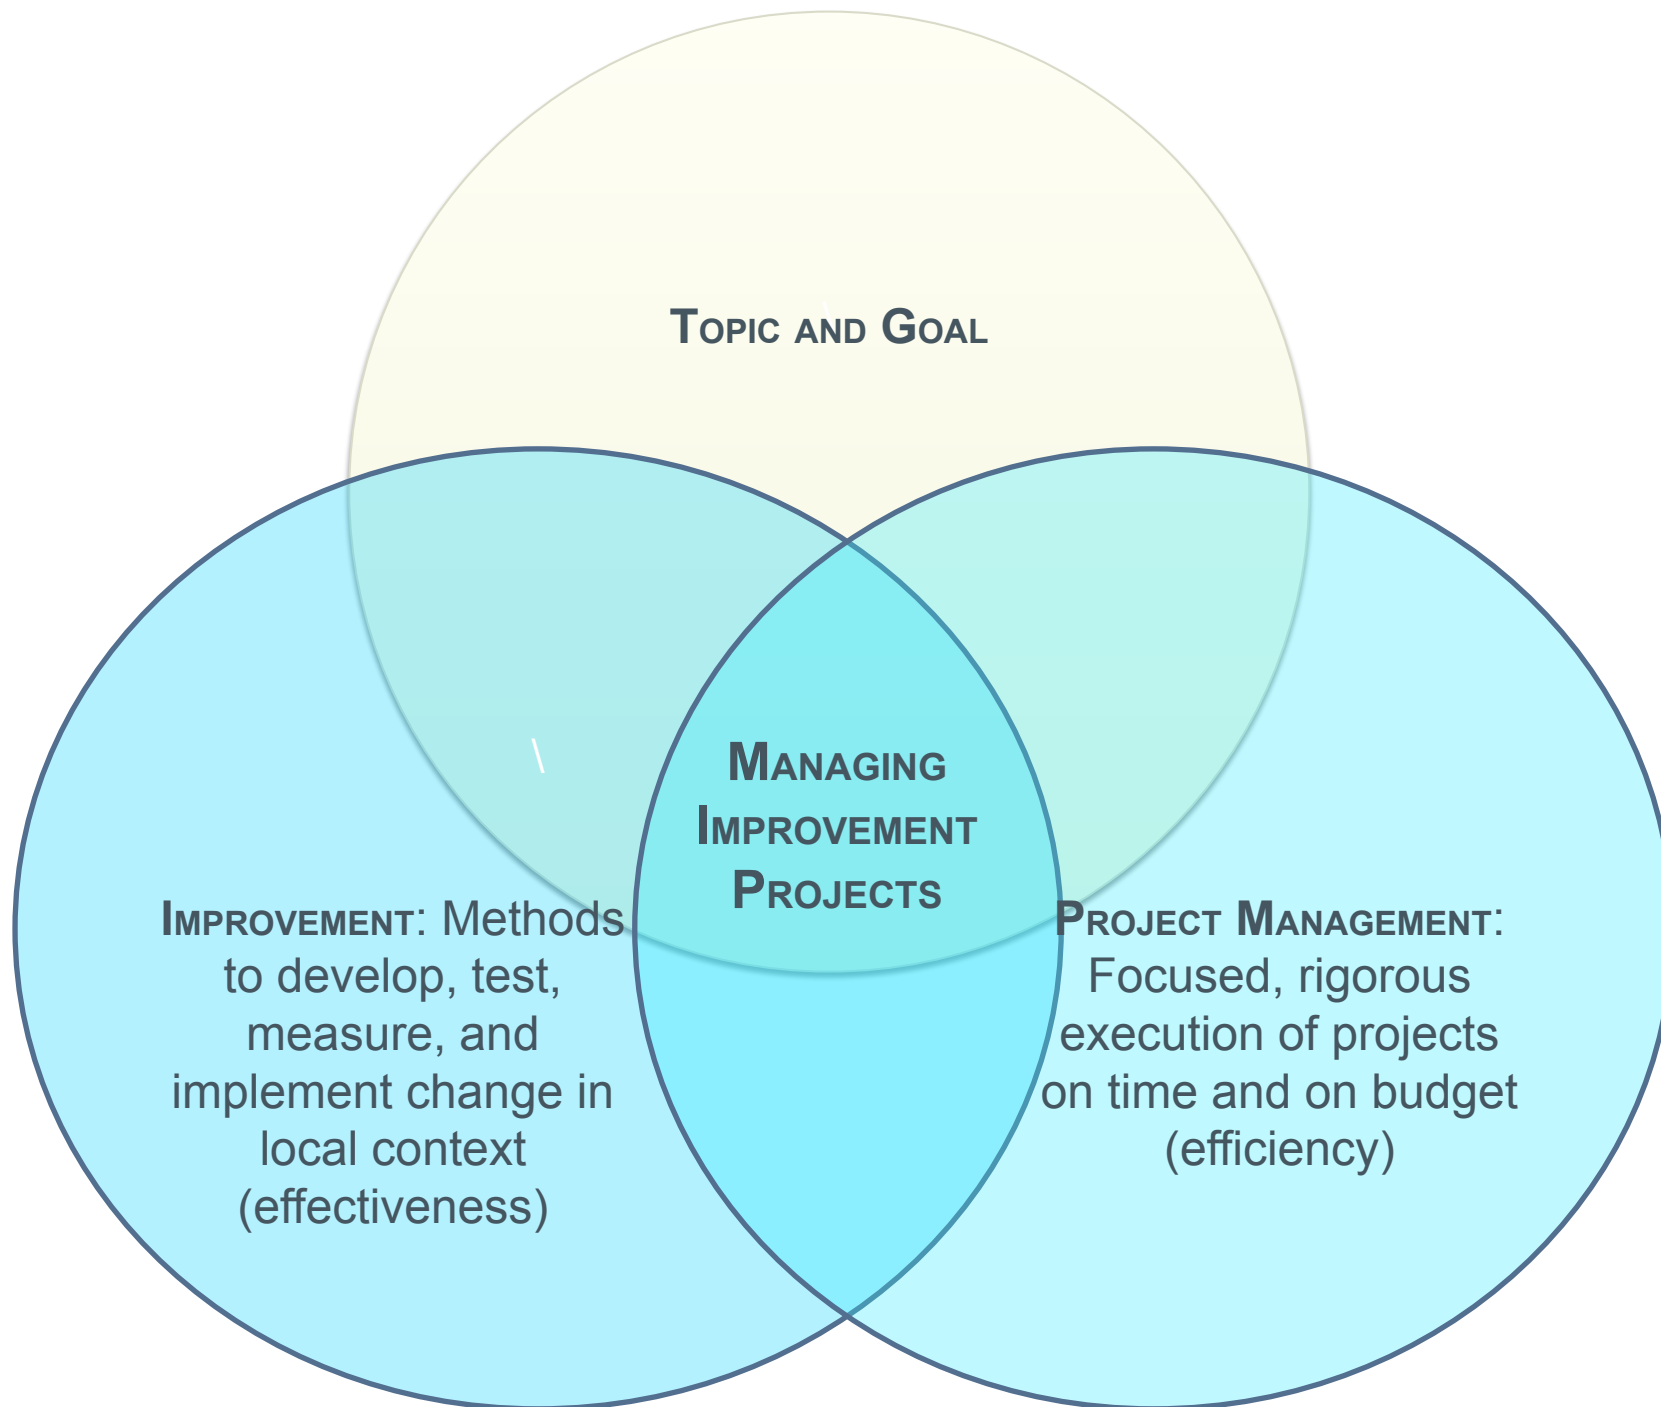 Topic and Goal
\
Managing
Improvement
Projects
Improvement: Methods
to develop, test,
measure, and
implement change in
local context
(effectiveness)
Project Management:
Focused, rigorous
execution of projects
on time and on budget
(efficiency)